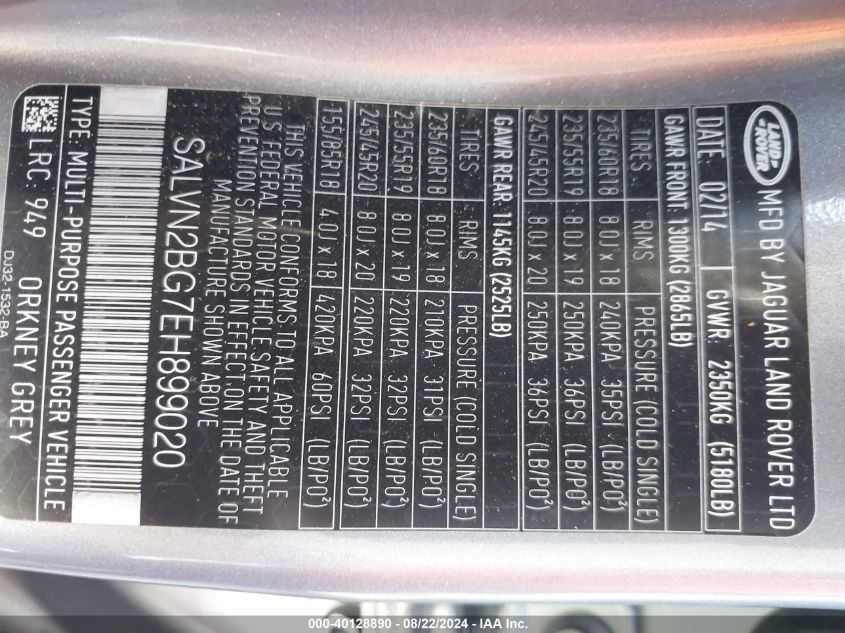 LAND-
ROVER
MFD BY JAGUAR LAND ROVER LTD
DATE: 02/14 GVWR: 2350KG (5180LB)
GAWR FRONT 1300KG (2865LB)
TIRES RIMS PRESSURE (COLD SINGLE)
235/60R18 8.0J x 18 240KPA 35PSI (LB/PO²)
235/55R19 8.0J x 19 250KPA 36PSI (LB/PO²)
245/45R20 8.0J x 20 250KPA 36PSI (LB/PO²)
GAWR REAR 1145KG (2525LB)
TIRES RIMS PRESSURE (COLD SINGLE)
235/60R18 8.0J x 18 210KPA 31PSI (LB/PO²)
235/55R19 8.0J x 19 220KPA 32PSI (LB/PO²)
245/45R20 8.0J x 20 220KPA 32PSI (LB/PO²)
155/85R18 4.0J x 18 420KPA 60PSI (LB/PO²)
THIS VEHICLE CONFORMS TO ALL APPLICABLE
U.S FEDERAL MOTOR VEHICLE SAFETY AND THEFT
PREVENTION STANDARDS IN EFFECT ON THE DATE OF
MANUFACTURE SHOWN ABOVE
SALVN2BG7EH899020
TYPE: MULTI-PURPOSE PASSENGER VEHICLE
LRC: 949 ORKNEY GREY
DJ32-1532-BA
000-40128890 - 08/22/2024 - IAA Inc.